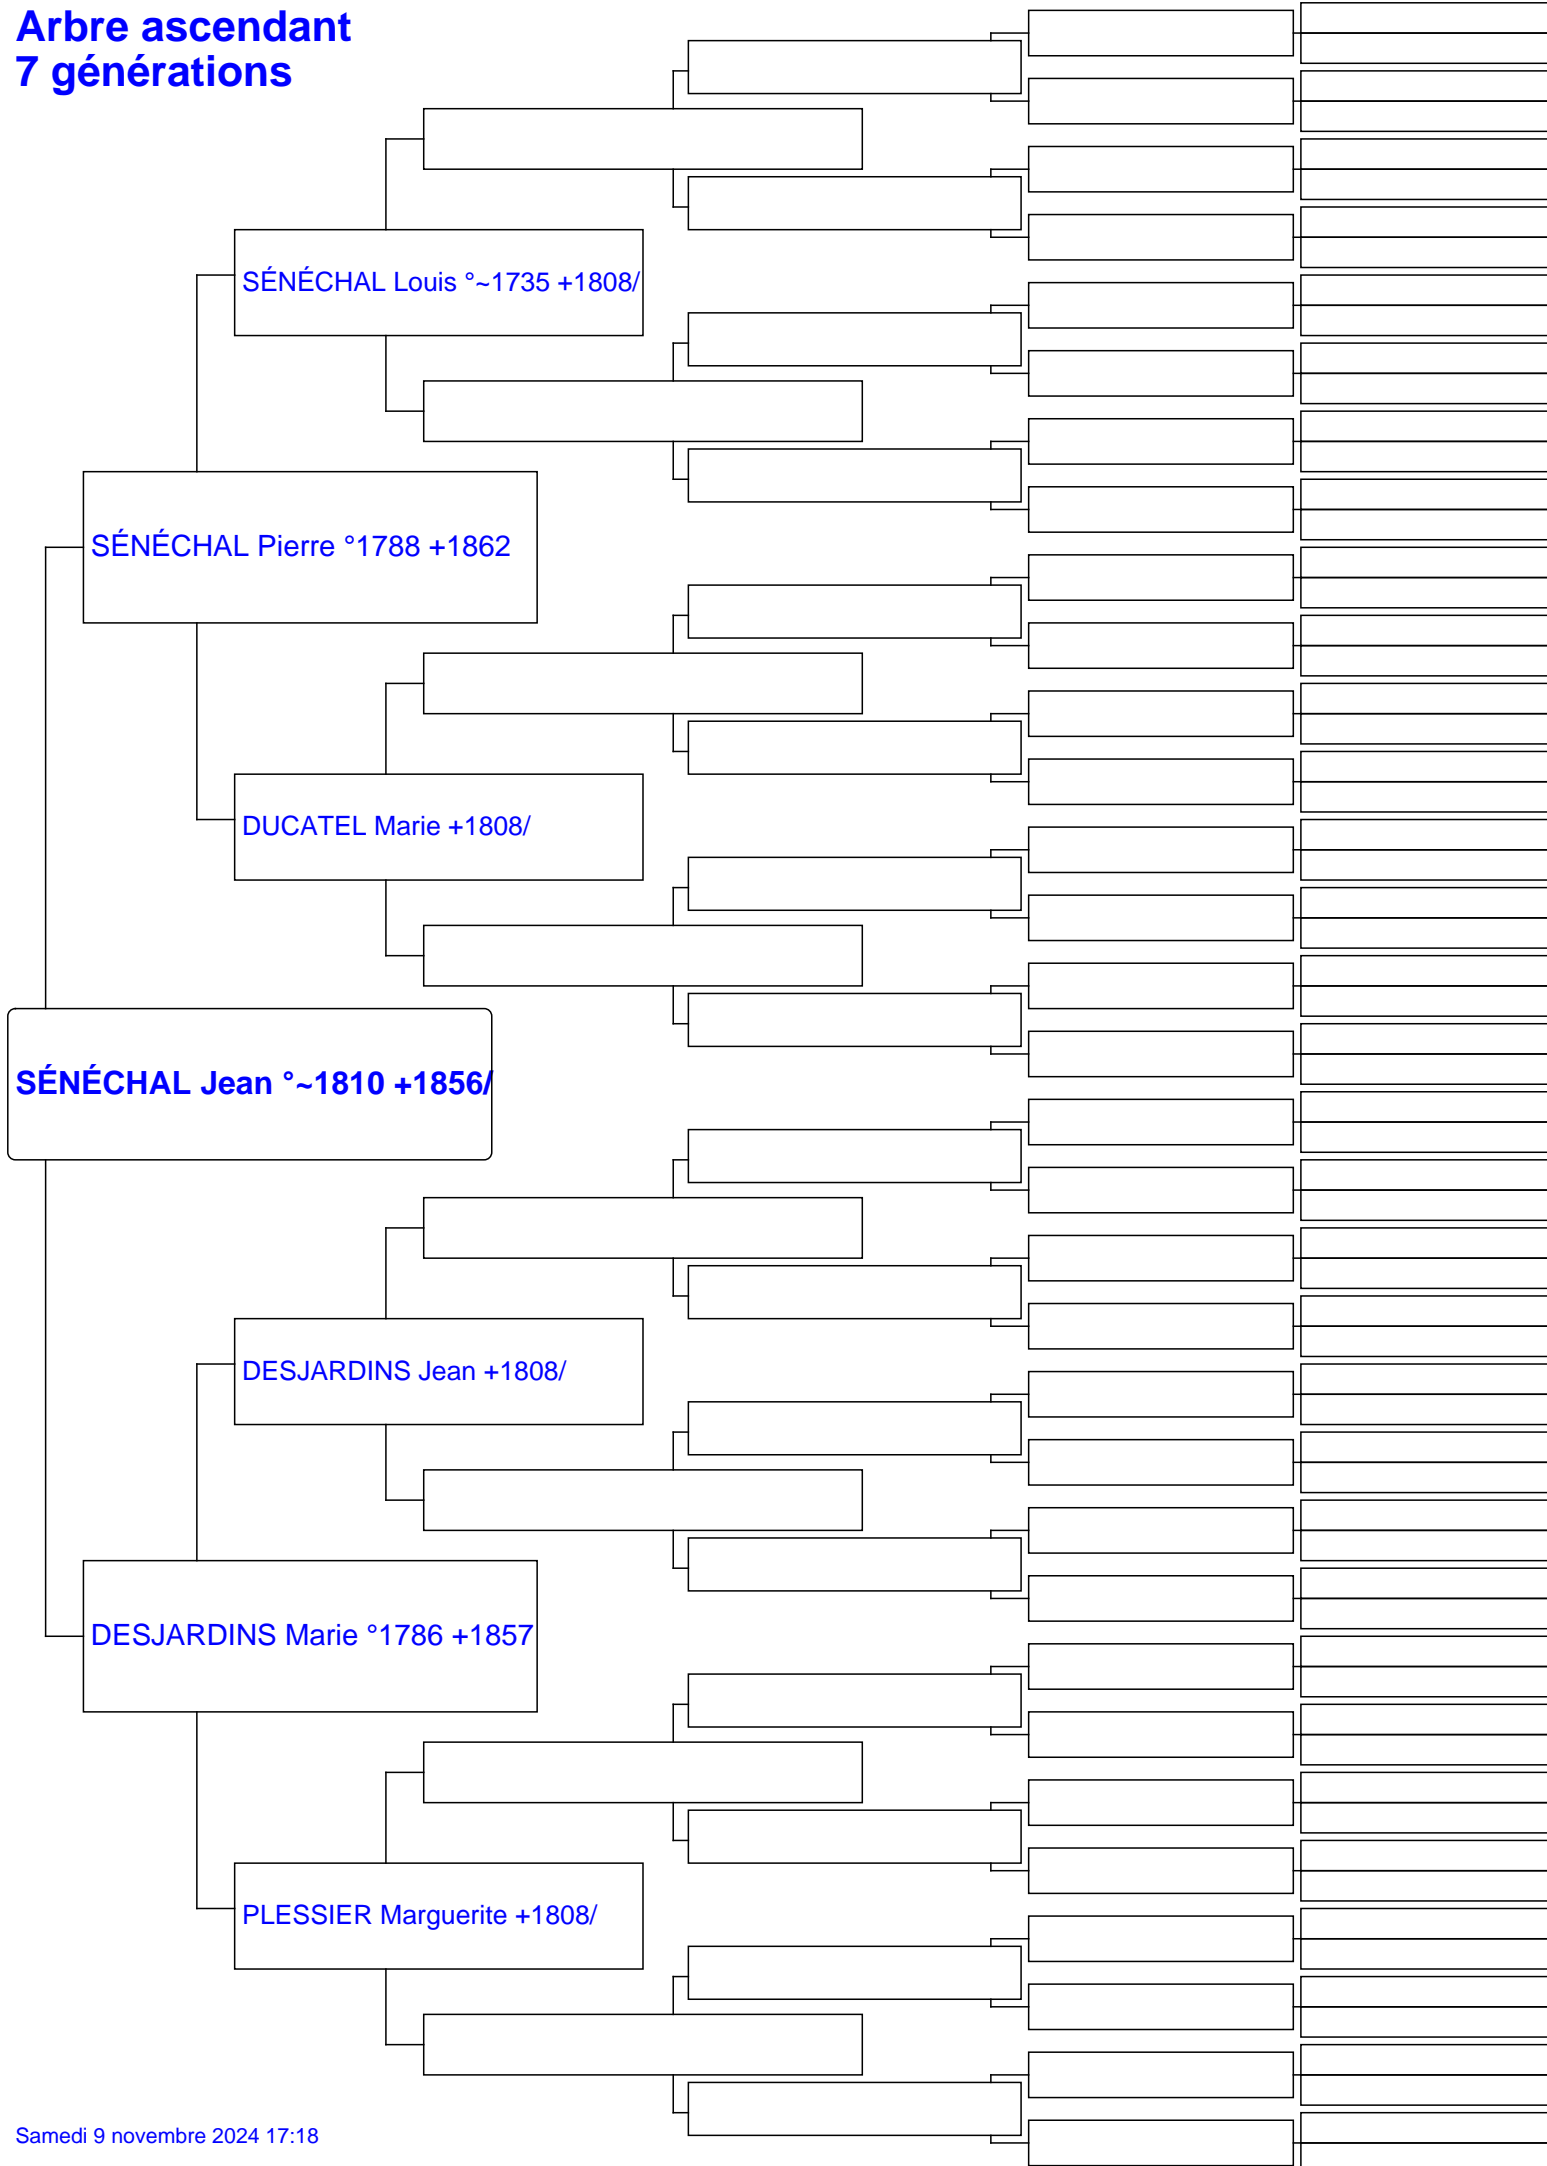 Arbre ascendant
7 générations
SÉNÉCHAL Louis °~1735 +1808/
SÉNÉCHAL Pierre °1788 +1862
DUCATEL Marie +1808/
SÉNÉCHAL Jean °~1810 +1856/
DESJARDINS Jean +1808/
DESJARDINS Marie °1786 +1857
PLESSIER Marguerite +1808/
Samedi 9 novembre 2024 17:18